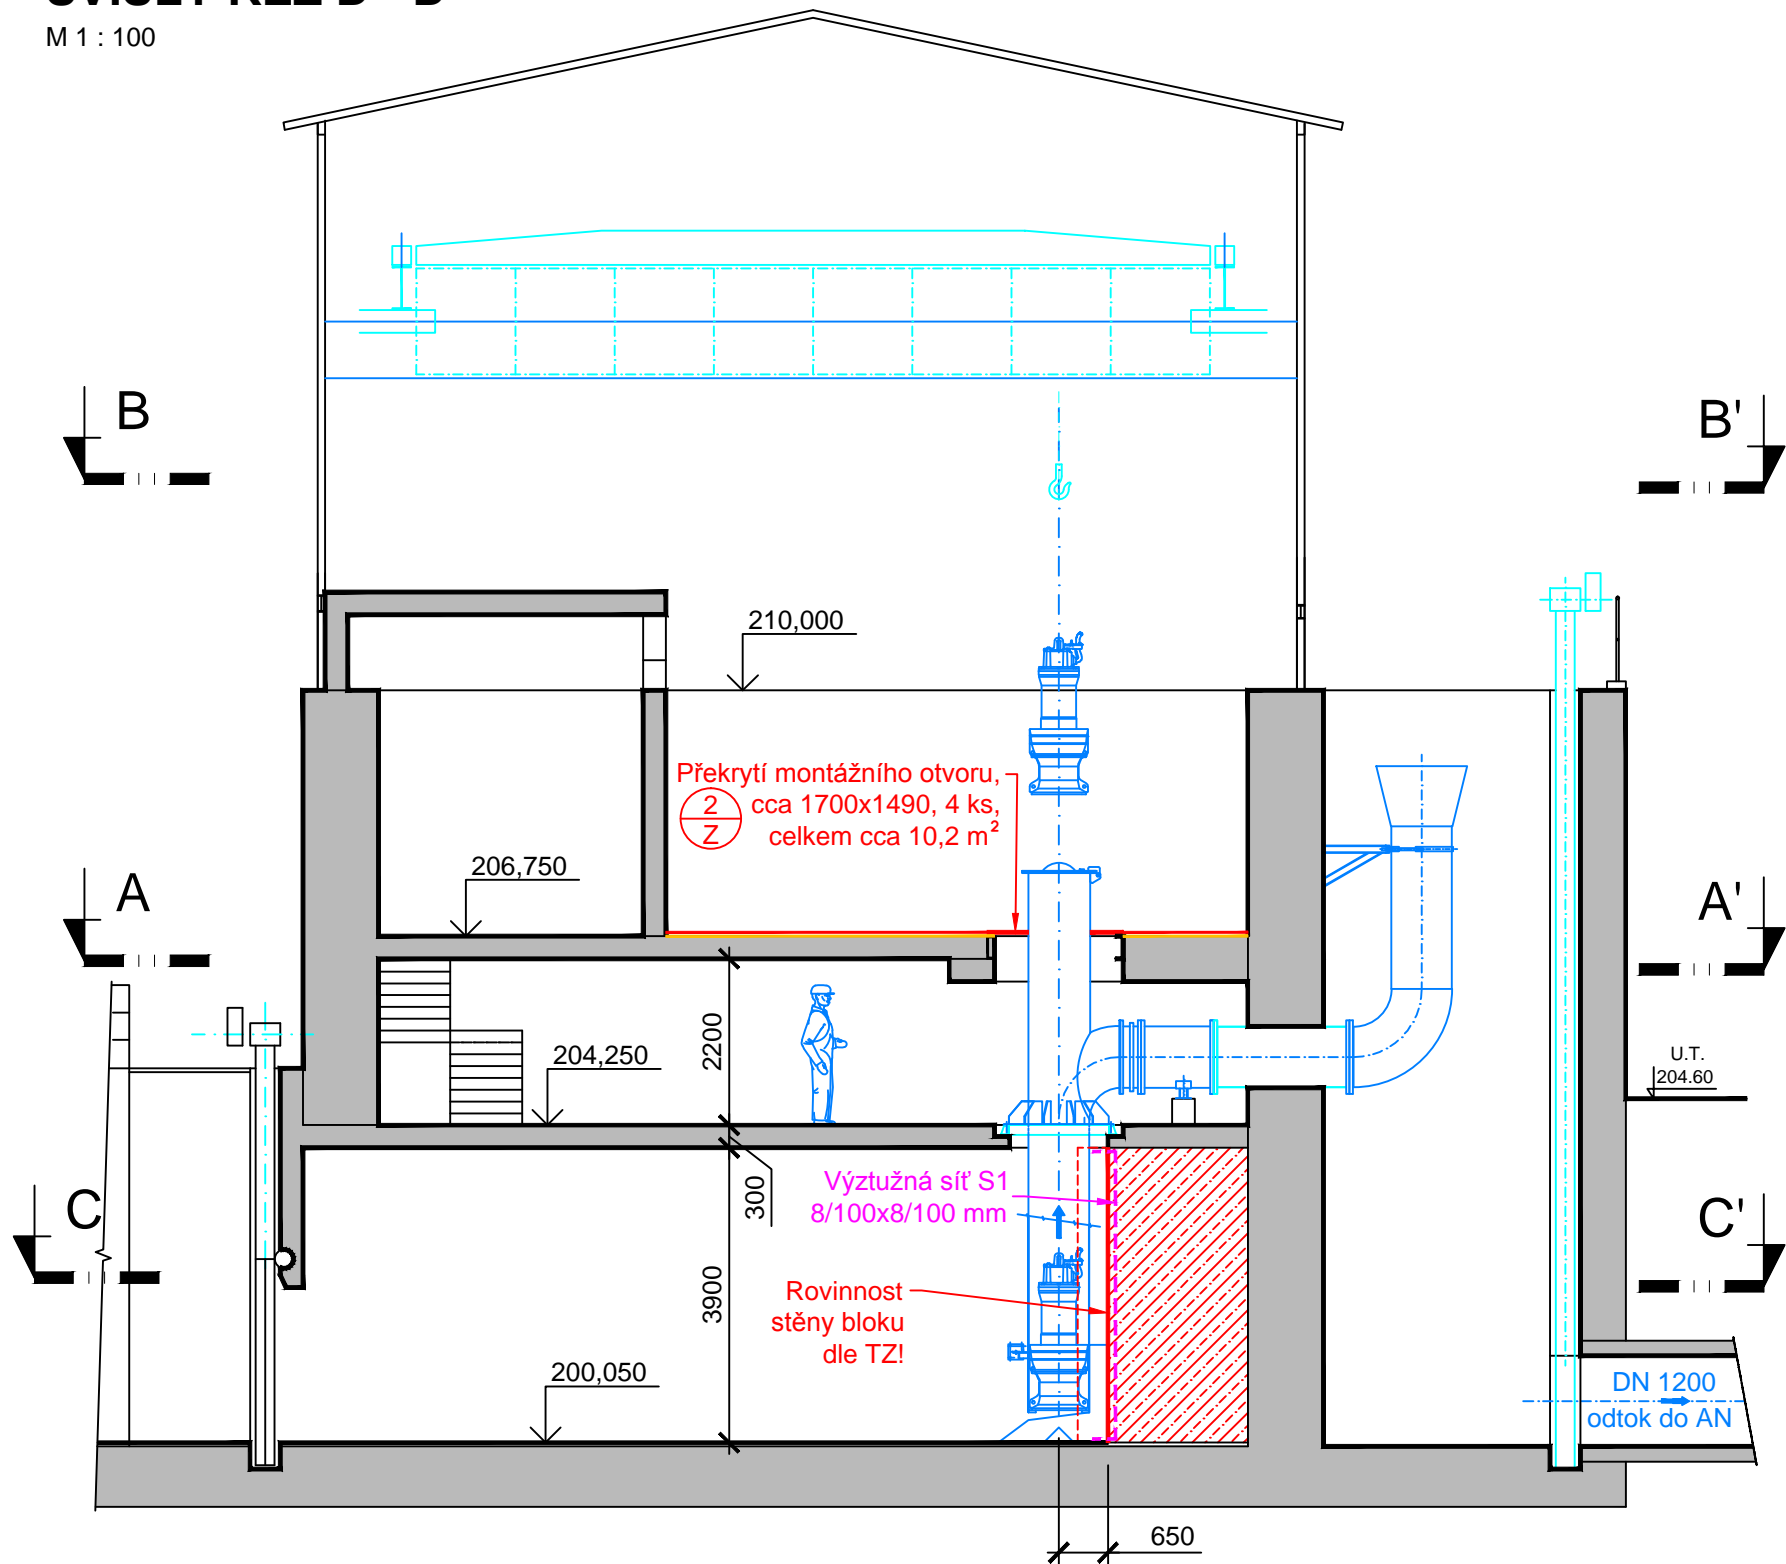 M 1 : 100
B
B'
210,000
Překrytí montážního otvoru,
2
Z
cca 1700x1490, 4 ks,
celkem cca 10,2 m²
206,750
A
A'
2200
204,250
U.T.
204.60
300
Výztužná síť S1
8/100x8/100 mm
C
C'
3900
Rovinnost
stěny bloku
dle TZ!
200,050
DN 1200
odtok do AN
650